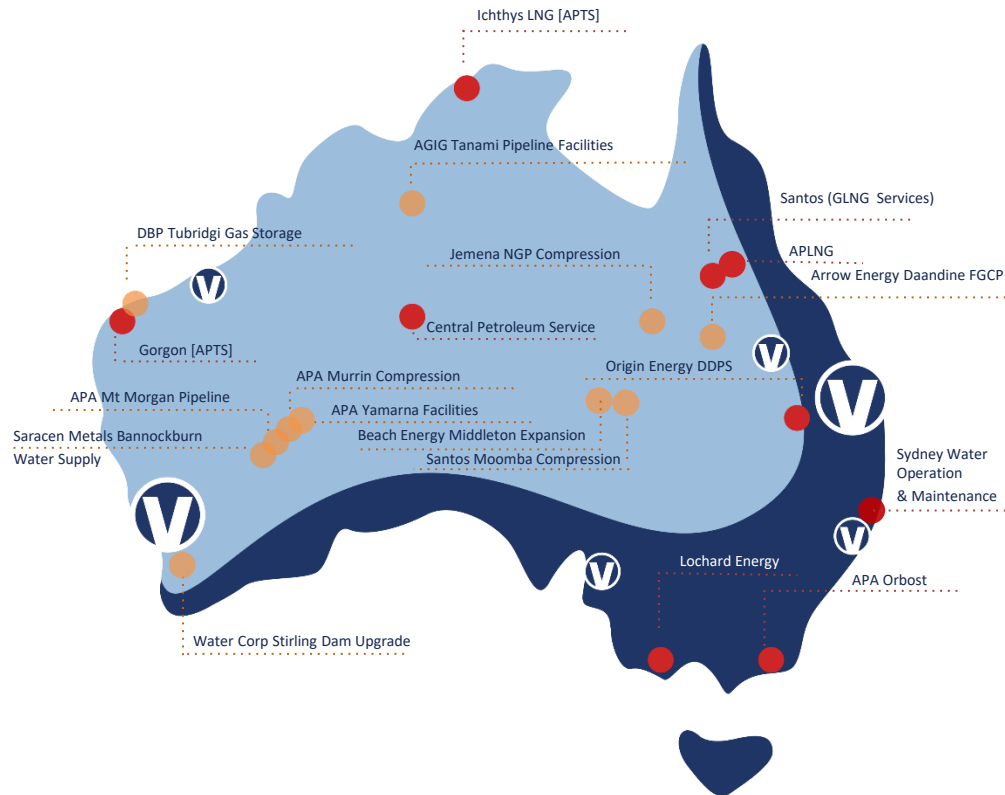 Ichthys LNG [APTS]
AGIG Tanami Pipeline Facilities
Santos (GLNG Services)
DBP Tubridgi Gas Storage
Jemena NGP Compression
APLNG
Arrow Energy Daandine FGCP
Central Petroleum Service
Gorgon [APTS]
APA Murrin Compression
Origin Energy DDPS
APA Mt Morgan Pipeline
APA Yamarna Facilities
Saracen Metals Bannockburn
Water Supply
Beach Energy Middleton Expansion
Santos Moomba Compression
Sydney Water
Operation
& Maintenance
Lochard Energy
APA Orbost
Water Corp Stirling Dam Upgrade
V
V
V
V
V
V